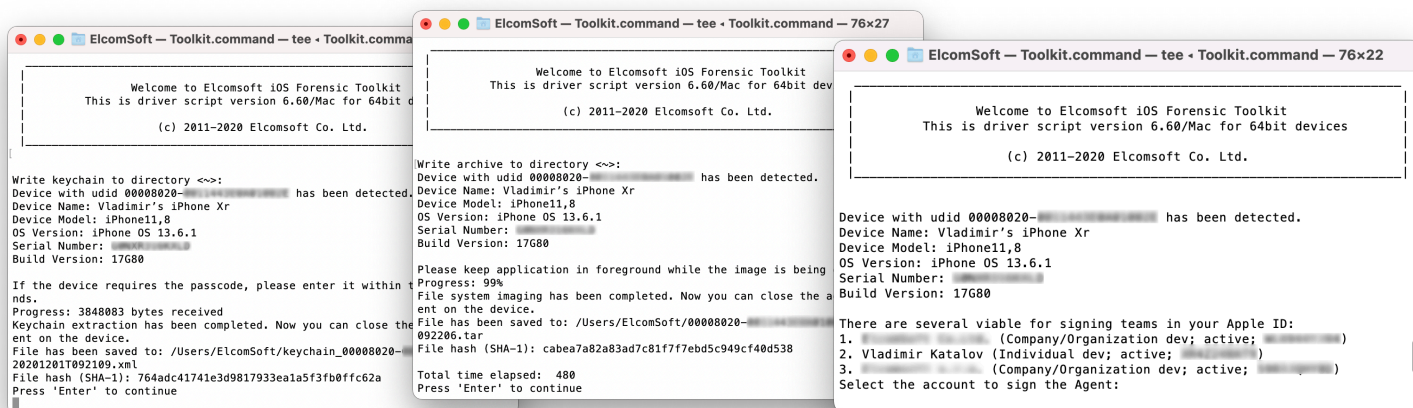 ElcomSoft — Toolkit.command — tee ◂ Toolkit.comma
Welcome to Elcomsoft iOS Forensic Toolkit
This is driver script version 6.60/Mac for 64bit d
(c) 2011-2020 Elcomsoft Co. Ltd.
Write keychain to directory <~>:
Device with udid 00008020- has been detected.
Device Name: Vladimir’s iPhone Xr
Device Model: iPhone11,8
OS Version: iPhone OS 13.6.1
Serial Number:
Build Version: 17G80
If the device requires the passcode, please enter it within t
nds.
Progress: 3848083 bytes received
Keychain extraction has been completed. Now you can close the
ent on the device.
File has been saved to: /Users/ElcomSoft/keychain_00008020-
20201201T092109.xml
File hash (SHA-1): 764adc41741e3d9817933ea1a5f3fb0ffc62a
Press 'Enter' to continue
ElcomSoft — Toolkit.command — tee ◂ Toolkit.command — 76×27
Welcome to Elcomsoft iOS Forensic Toolkit
This is driver script version 6.60/Mac for 64bit dev
(c) 2011-2020 Elcomsoft Co. Ltd.
Write archive to directory <~>:
Device with udid 00008020- has been detected.
Device Name: Vladimir’s iPhone Xr
Device Model: iPhone11,8
OS Version: iPhone OS 13.6.1
Serial Number:
Build Version: 17G80
Please keep application in foreground while the image is being
Progress: 99%
File system imaging has been completed. Now you can close the a
ent on the device.
File has been saved to: /Users/ElcomSoft/00008020-
092206.tar
File hash (SHA-1): cabea7a82a83ad7c81f7f7ebd5c949cf40d538
Total time elapsed: 480
Press 'Enter' to continue
ElcomSoft — Toolkit.command — tee ◂ Toolkit.command — 76×22
Welcome to Elcomsoft iOS Forensic Toolkit
This is driver script version 6.60/Mac for 64bit devices
(c) 2011-2020 Elcomsoft Co. Ltd.
Device with udid 00008020- has been detected.
Device Name: Vladimir’s iPhone Xr
Device Model: iPhone11,8
OS Version: iPhone OS 13.6.1
Serial Number:
Build Version: 17G80
There are several viable for signing teams in your Apple ID:
1. (Company/Organization dev; active; )
2. Vladimir Katalov (Individual dev; active; )
3. (Company/Organization dev; active; )
Select the account to sign the Agent: